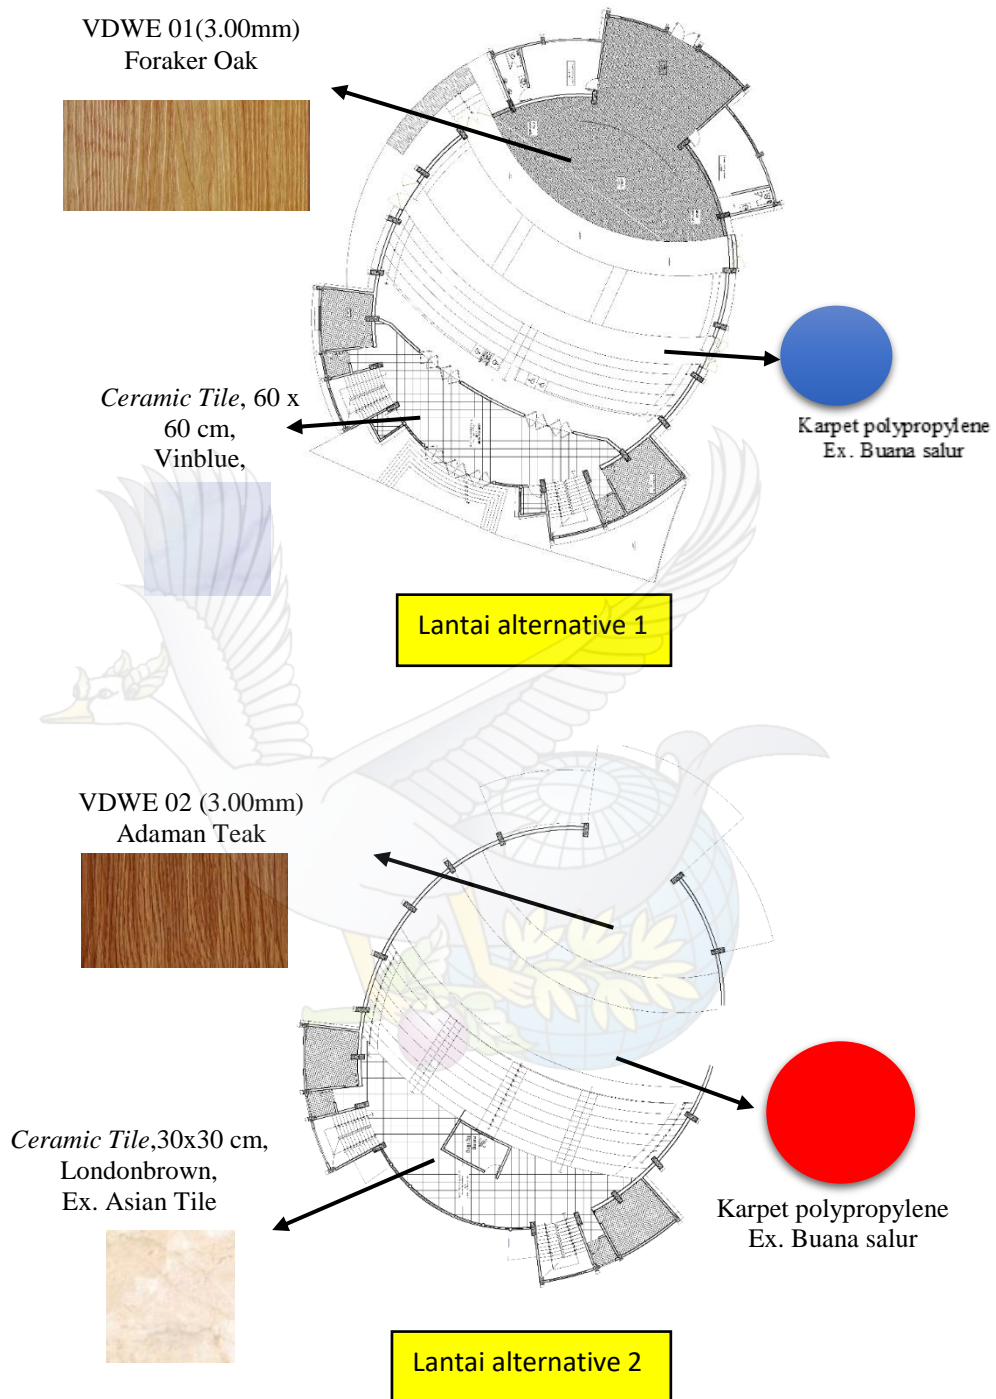 VDWE 01(3.00mm)
Foraker Oak
Ceramic Tile, 60 x
60 cm,
Vinblue,
Karpet polypropylene
Ex. Buana salur
Lantai alternative 1
VDWE 02 (3.00mm)
Adaman Teak
Ceramic Tile,30x30 cm,
Londonbrown,
Ex. Asian Tile
Karpet polypropylene
Ex. Buana salur
Lantai alternative 2